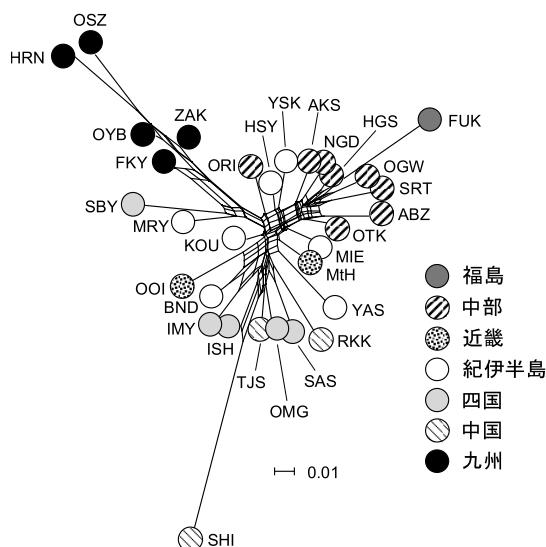 OSZ
HRN
YSK
AKS
ZAK
HSY
NGD
HGS
FUK
OYB
FKY
ORI
OGW
SRT
SBY
ABZ
MRY
OTK
KOU
MIE
MtH
OOI
BND
YAS
IMY
ISH
RKK
TJS
SAS
OMG
0.01
SHI
福島
中部
近畿
紀伊半島
四国
中国
九州